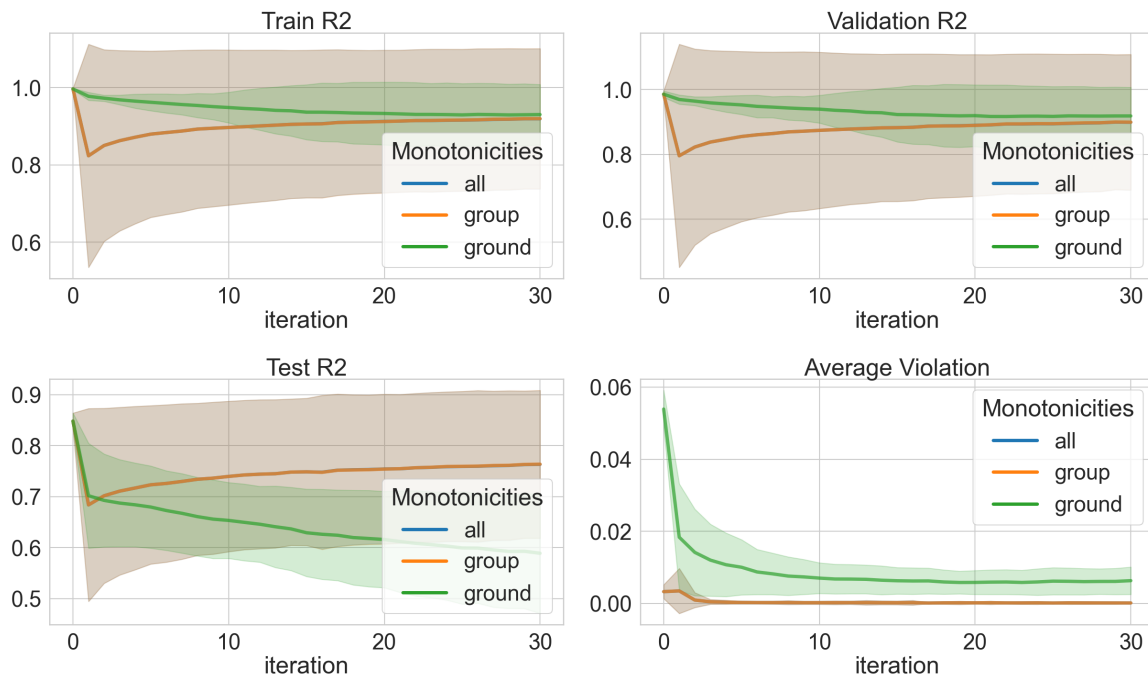 Train R2
1.0
0.8
0.6
0
10
20
30
iteration
Monotonicities
all
group
ground
Validation R2
1.0
0.8
0.6
0
10
20
30
iteration
Monotonicities
all
group
ground
Test R2
0.9
0.8
0.7
0.6
0.5
0
10
20
30
iteration
Monotonicities
all
group
ground
Average Violation
0.06
0.04
0.02
0.00
0
10
20
30
iteration
Monotonicities
all
group
ground